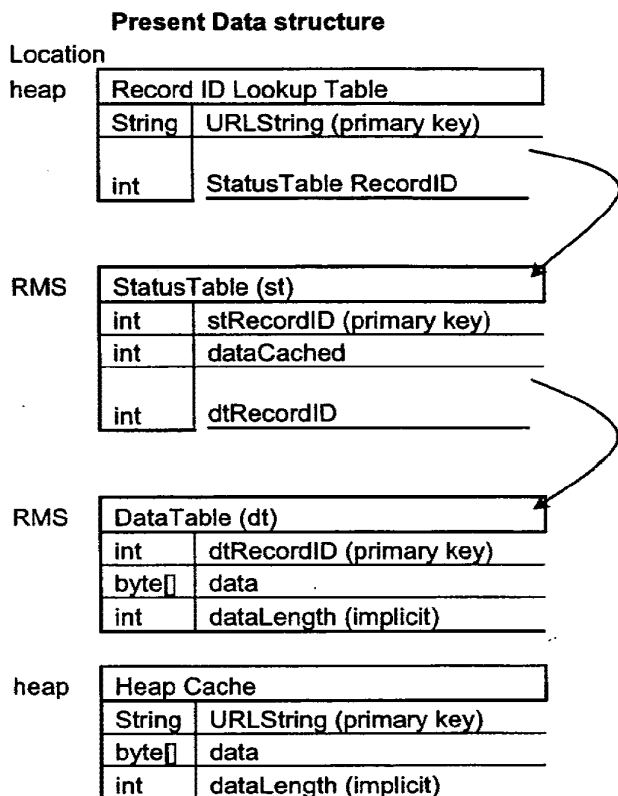 Present Data structure
Location
heap Record ID Lookup Table
String URLString (primary key)
int StatusTable RecordID
RMS StatusTable (st)
int stRecordID (primary key)
int dataCached
int dtRecordID
RMS DataTable (dt)
int dtRecordID (primary key)
byte[] data
int dataLength (implicit)
heap Heap Cache
String URLString (primary key)
byte[] data
int dataLength (implicit)